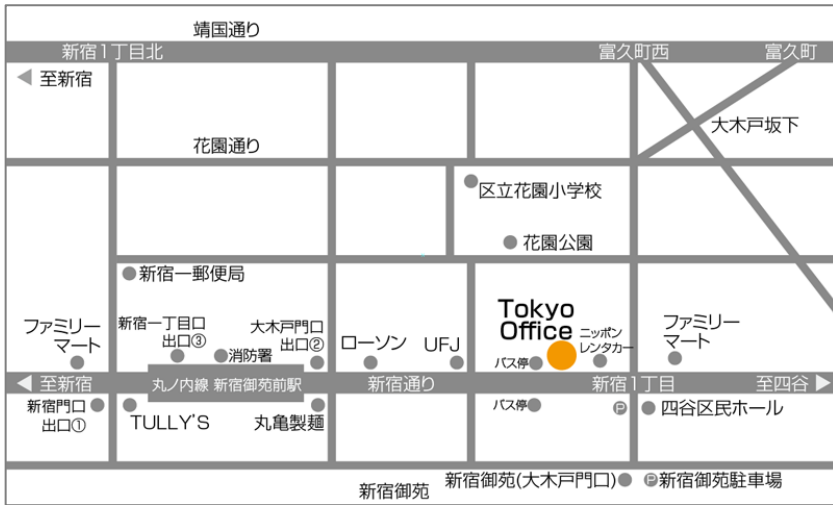 靖国通り
新宿1丁目北
富久町西
富久町
至新宿
大木戸坂下
花園通り
区立花園小学校
花園公園
新宿一郵便局
Tokyo
Office
ファミリー
マート
新宿一丁目口
出口③
消防署
大木戸門口
出口②
ローソン
UFJ
バス停
ニッポン
レンタカー
ファミリー
マート
至新宿
丸ノ内線 新宿御苑前駅
新宿通り
新宿1丁目
至四谷
新宿門口
出口①
TULLY'S
丸亀製麺
バス停
P
四谷区民ホール
新宿御苑
新宿御苑(大木戸門口)
P新宿御苑駐車場